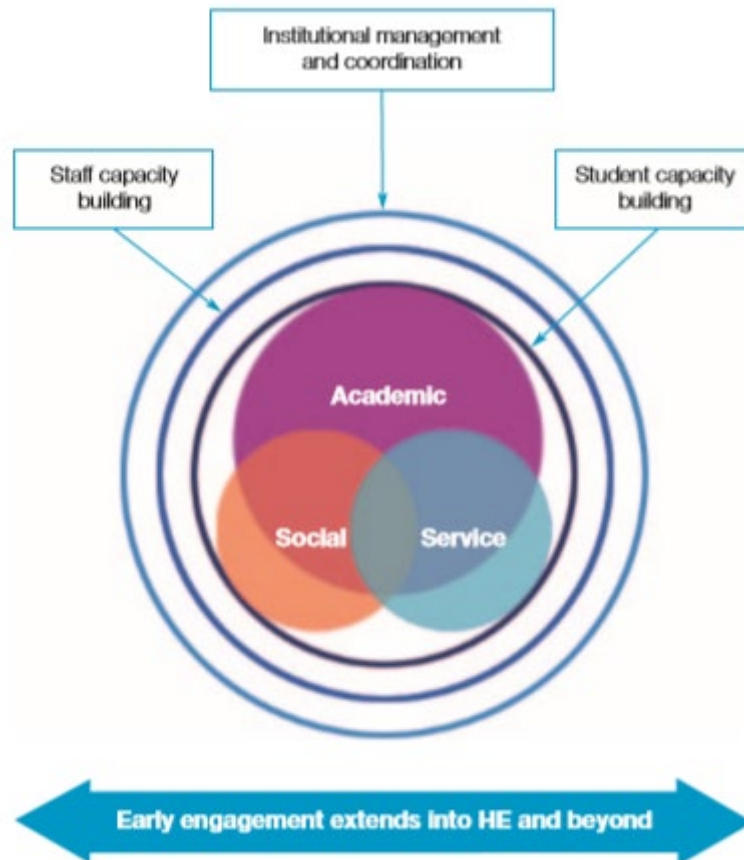 Institutional management
and coordination
Staff capacity
building
Student capacity
building
Academic
Social
Service
Early engagement extends into HE and beyond